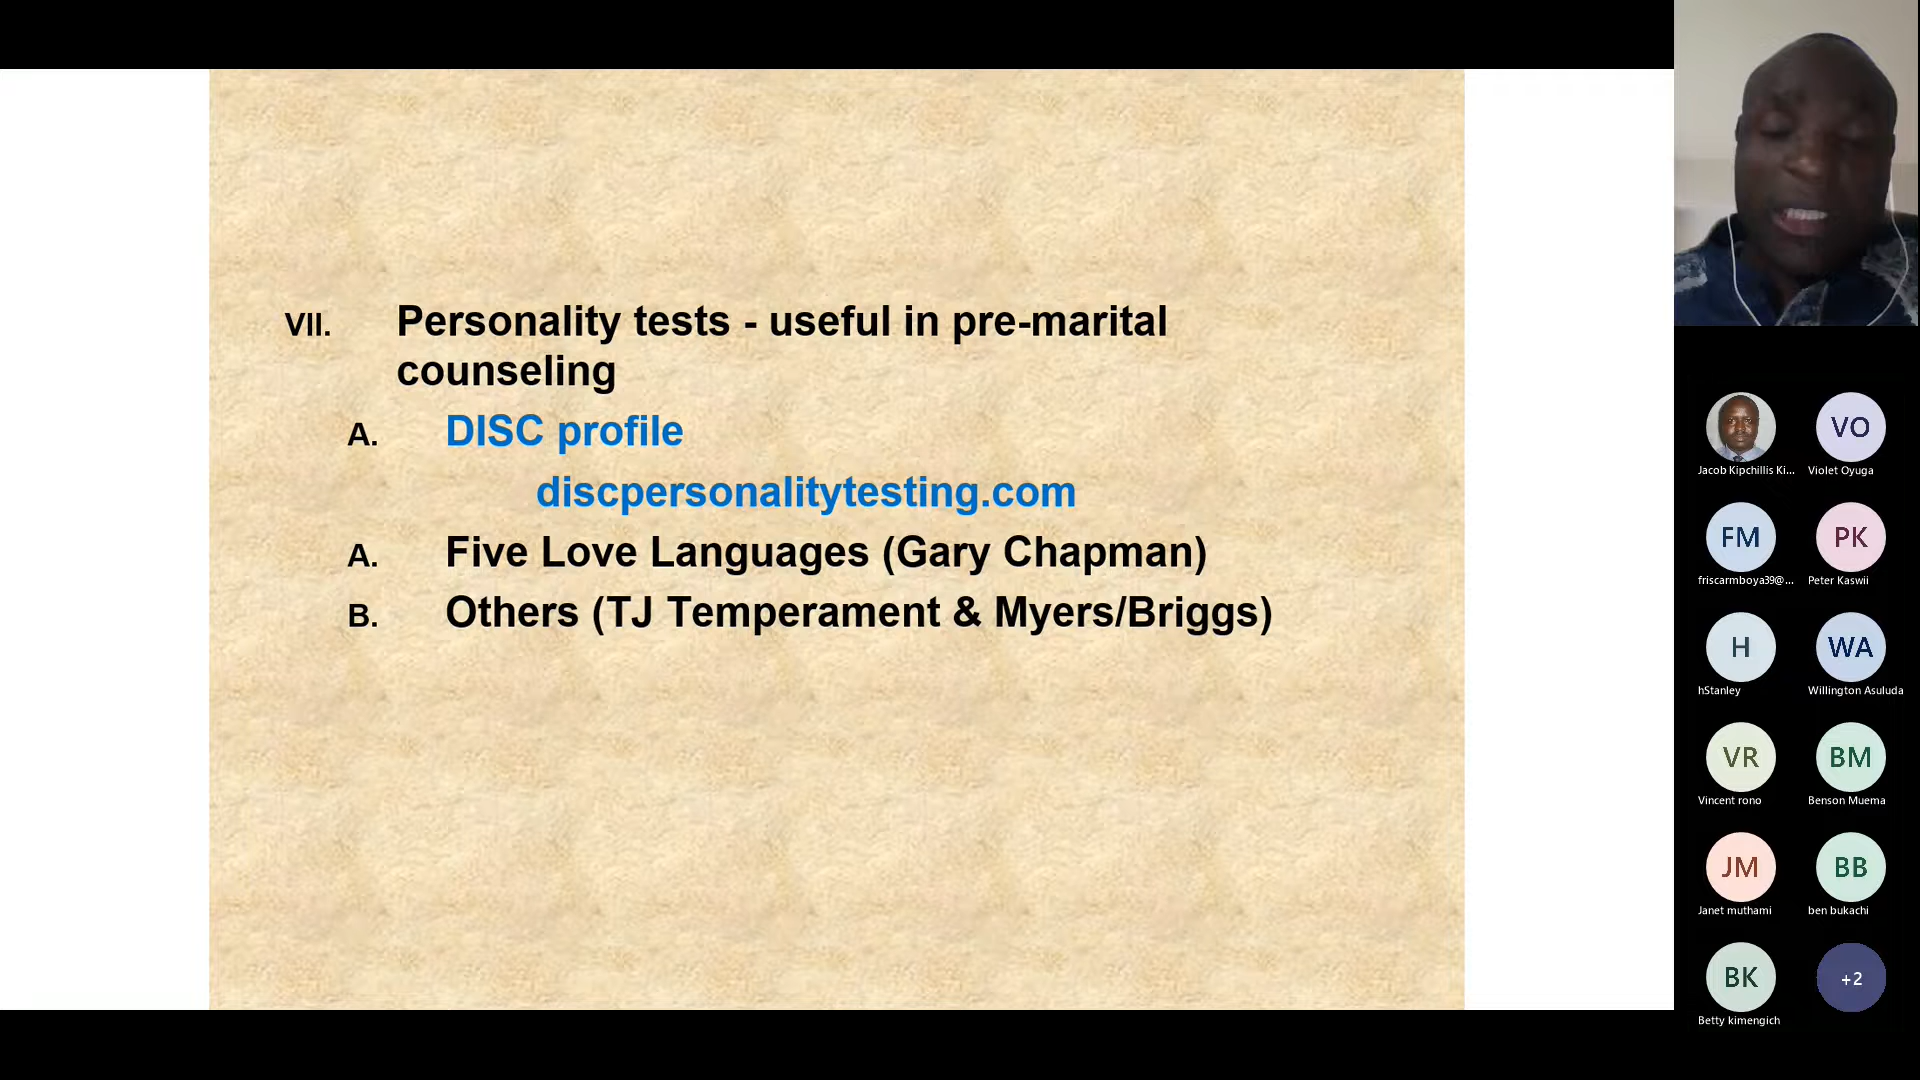 VII. Personality tests - useful in pre-marital
counseling
A. DISC profile
discpersonalitytesting.com
A. Five Love Languages (Gary Chapman)
B. Others (TJ Temperament & Myers/Briggs)
Jacob Kipchillis Ki...
VO
Violet Oyuga
FM
friscarmboya39@...
PK
Peter Kaswii
H
hStanley
WA
Willington Asuluda
VR
Vincent rono
BM
Benson Muema
JM
Janet muthami
BB
ben bukachi
BK
Betty kimengich
+2